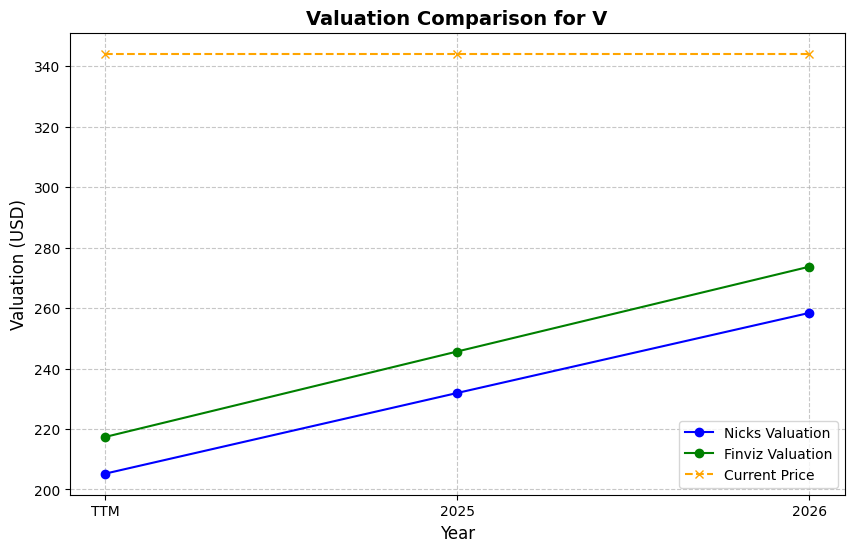 Valuation Comparison for V
Valuation (USD)
340
320
300
280
260
240
220
200
TTM
2025
2026
Year
Nicks Valuation
Finviz Valuation
Current Price